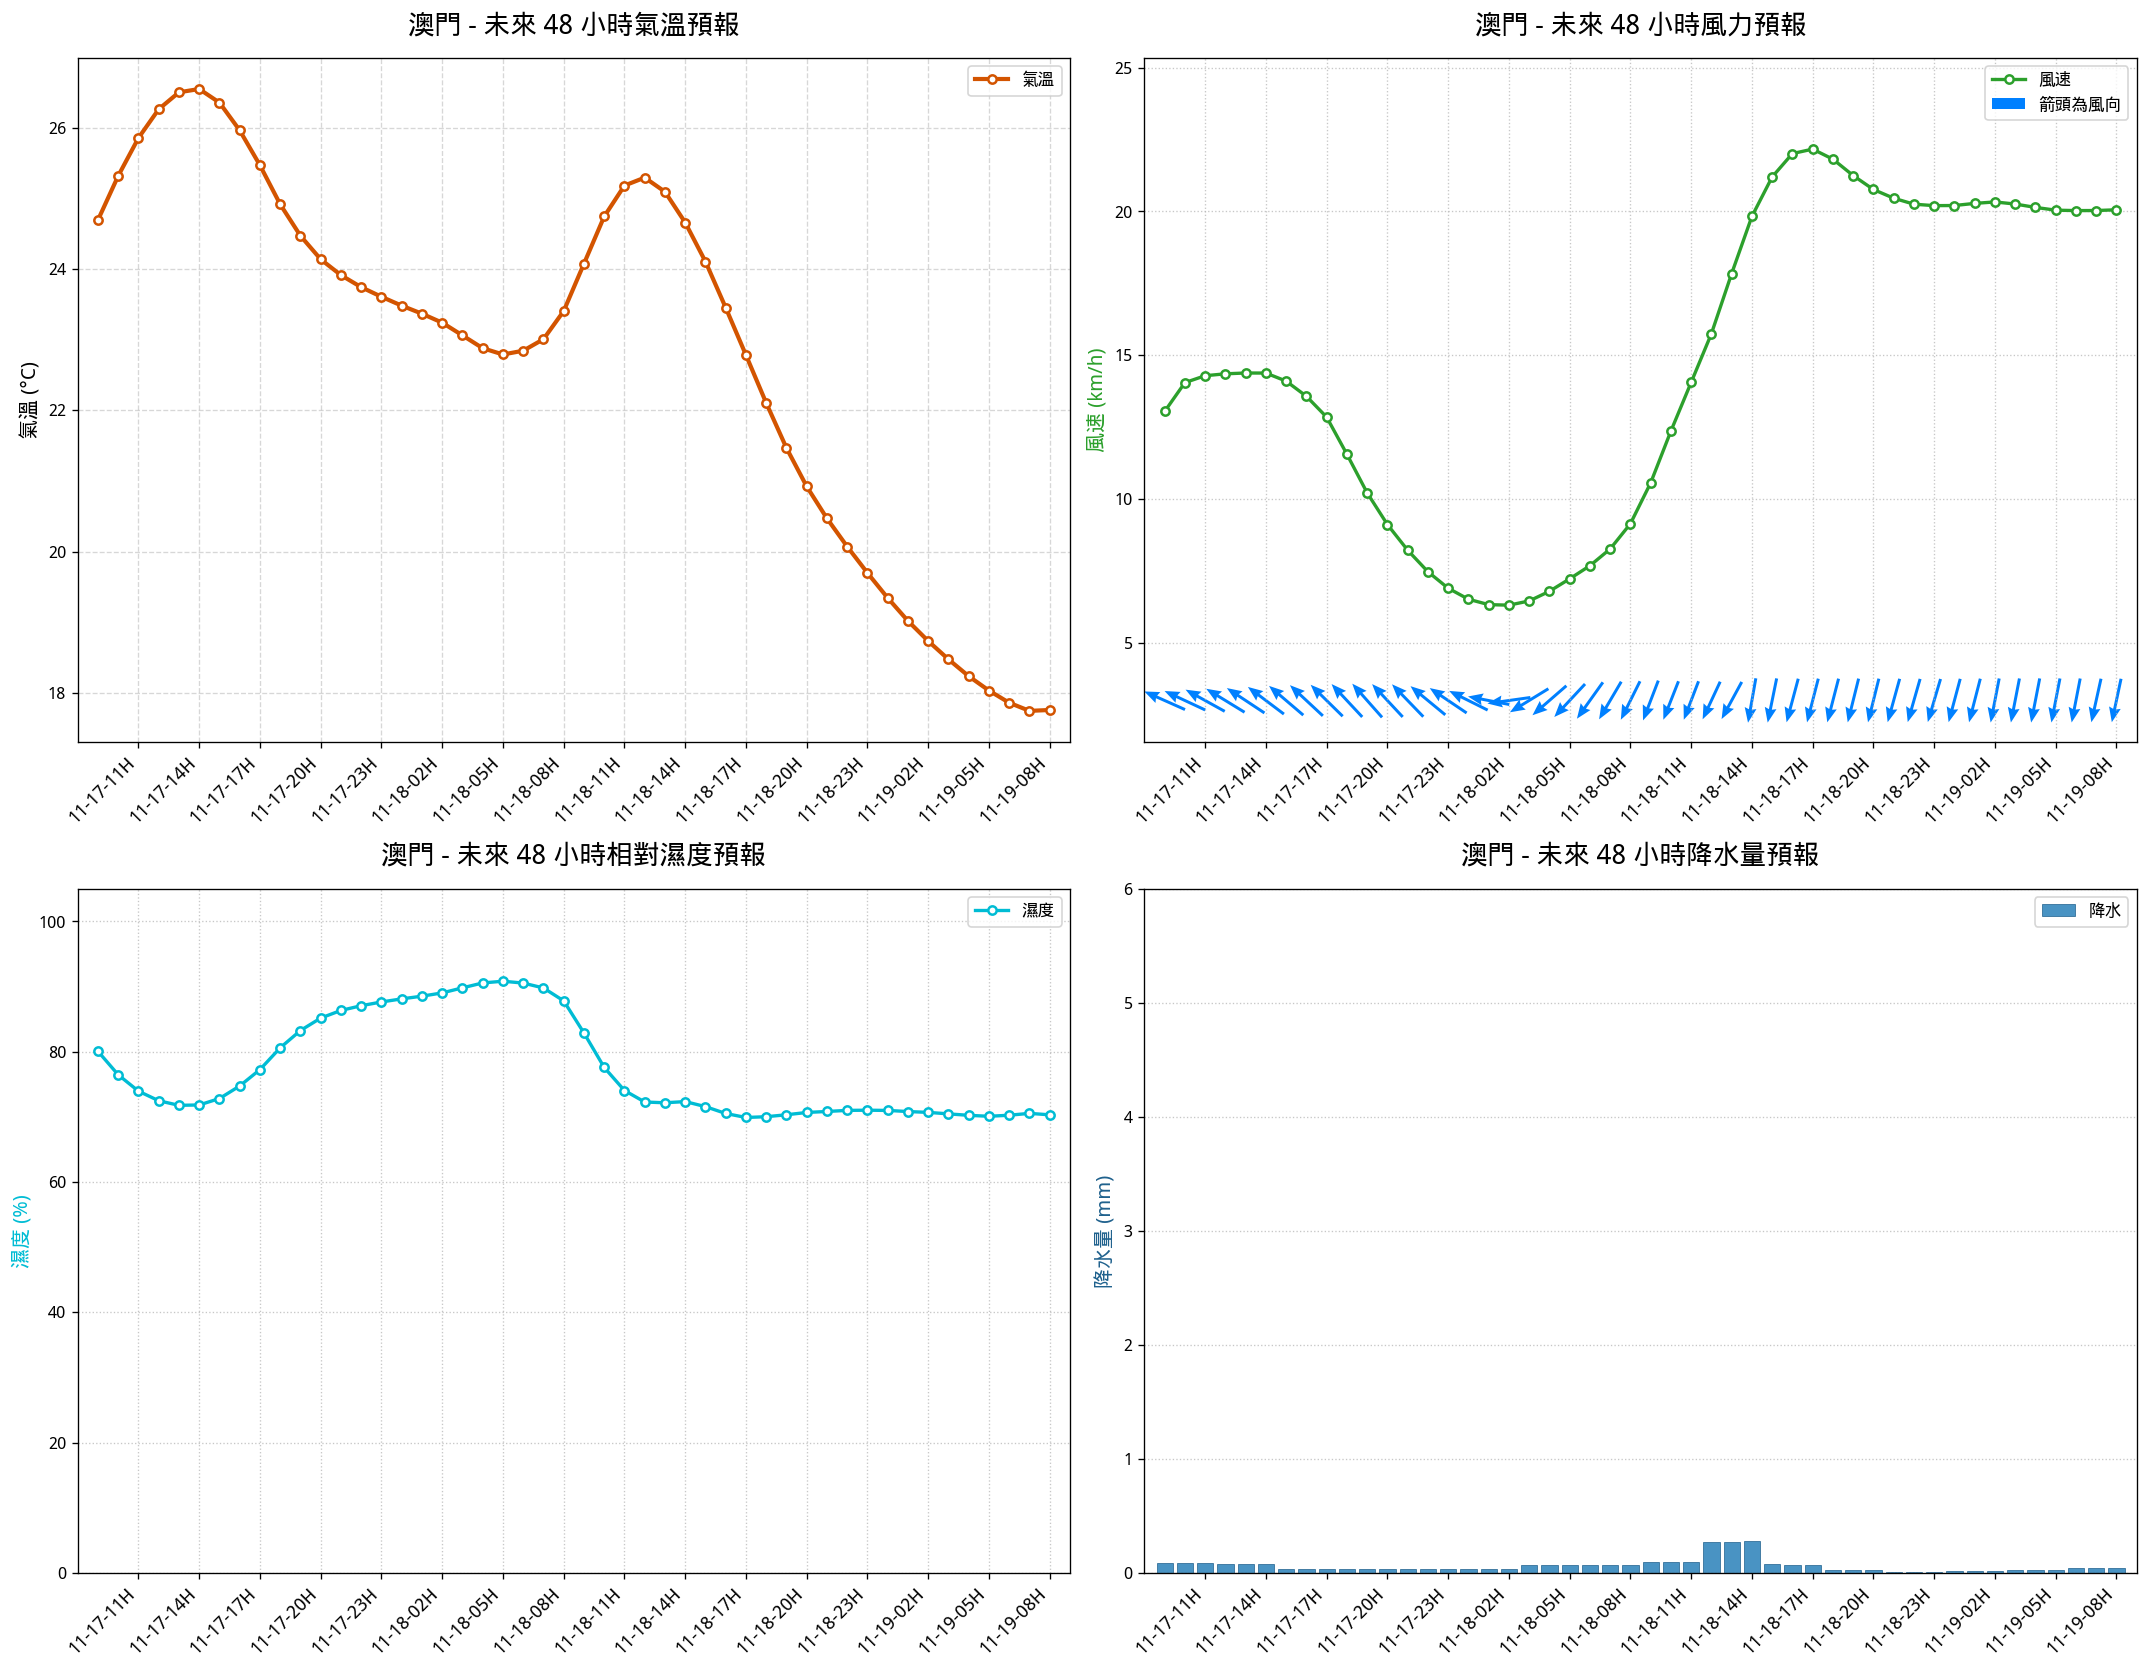 澳門 - 未來 48 小時氣溫預報
氣溫
氣溫 (°C)
26
24
22
20
18
11-17-11H
11-17-14H
11-17-17H
11-17-20H
11-17-23H
11-18-02H
11-18-05H
11-18-08H
11-18-11H
11-18-14H
11-18-17H
11-18-20H
11-18-23H
11-19-02H
11-19-05H
11-19-08H
澳門 - 未來 48 小時風力預報
風速
箭頭為風向
風速 (km/h)
25
20
15
10
5
11-17-11H
11-17-14H
11-17-17H
11-17-20H
11-17-23H
11-18-02H
11-18-05H
11-18-08H
11-18-11H
11-18-14H
11-18-17H
11-18-20H
11-18-23H
11-19-02H
11-19-05H
11-19-08H
澳門 - 未來 48 小時相對濕度預報
濕度
濕度 (%)
100
80
60
40
20
0
11-17-11H
11-17-14H
11-17-17H
11-17-20H
11-17-23H
11-18-02H
11-18-05H
11-18-08H
11-18-11H
11-18-14H
11-18-17H
11-18-20H
11-18-23H
11-19-02H
11-19-05H
11-19-08H
澳門 - 未來 48 小時降水量預報
降水
降水量 (mm)
6
5
4
3
2
1
0
11-17-11H
11-17-14H
11-17-17H
11-17-20H
11-17-23H
11-18-02H
11-18-05H
11-18-08H
11-18-11H
11-18-14H
11-18-17H
11-18-20H
11-18-23H
11-19-02H
11-19-05H
11-19-08H